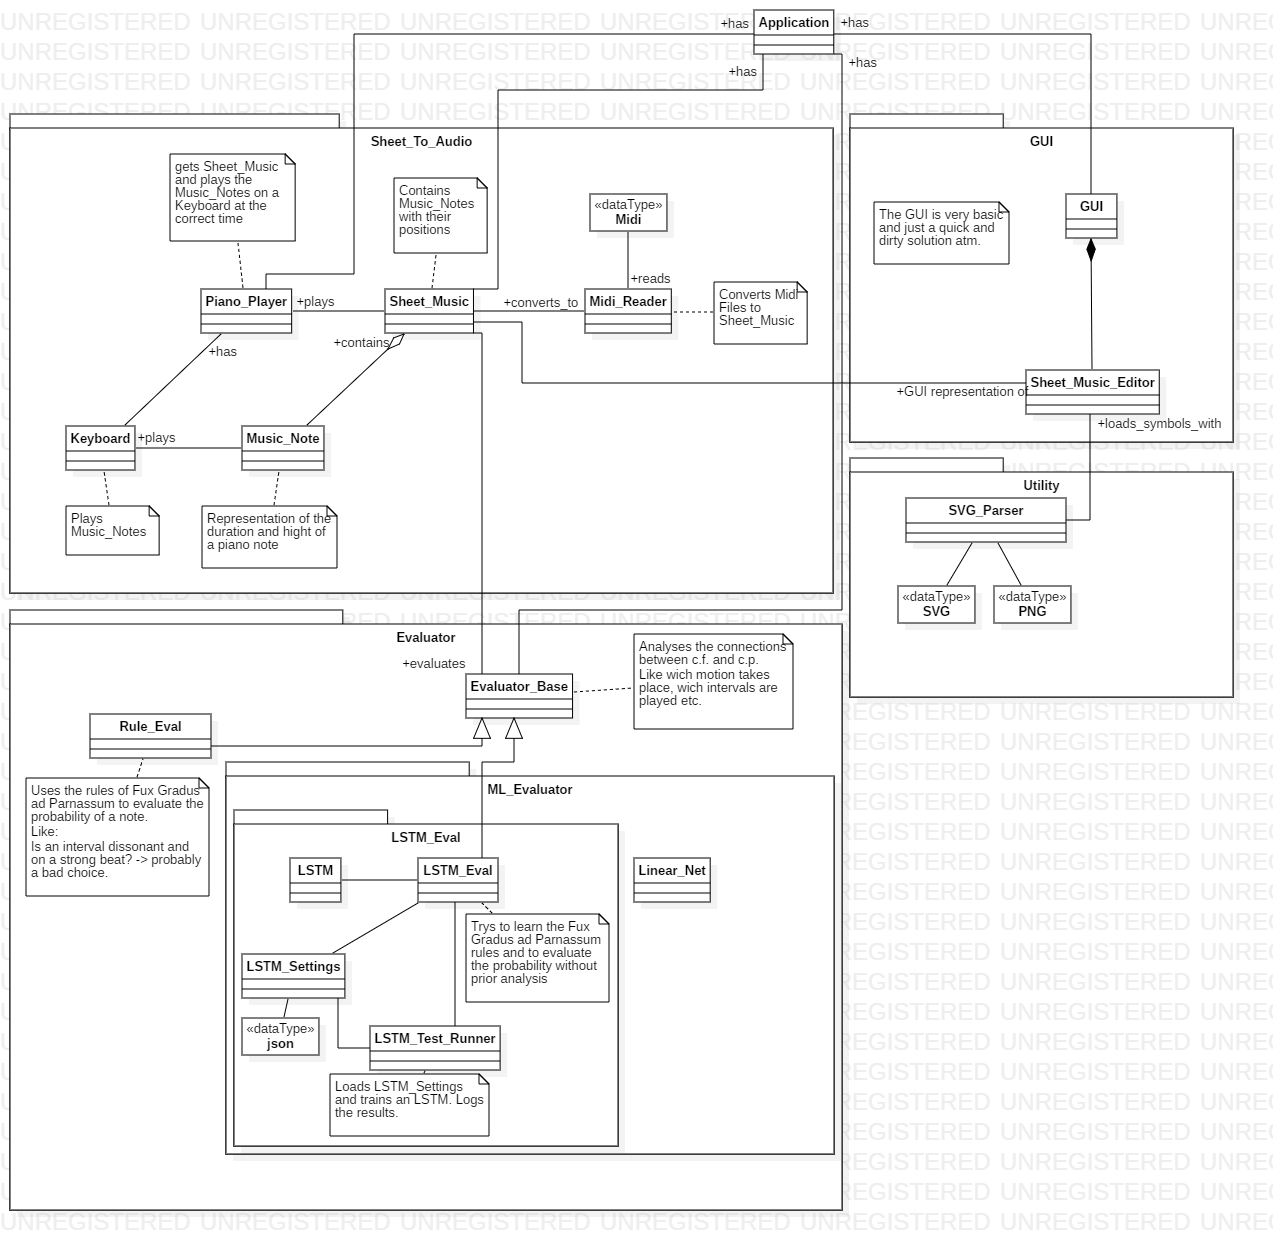 Application
+has
+has
+has
+has
Sheet_To_Audio
gets Sheet_Music
and plays the
Music_Notes on a
Keyboard at the
correct time
Contains
Music_Notes
with their
positions
«dataType»
Midi
+reads
Piano_Player
+plays
Sheet_Music
+converts_to
Midi_Reader
Converts Midi
Files to
Sheet_Music
+has
+contains
Keyboard
+plays
Music_Note
Plays
Music_Notes
Representation of the
duration and hight of
a piano note
GUI
The GUI is very basic
and just a quick and
dirty solution atm.
GUI
Sheet_Music_Editor
+GUI representation of
+loads_symbols_with
Utility
SVG_Parser
«dataType»
SVG
«dataType»
PNG
Evaluator
+evaluates
Evaluator_Base
Analyses the connections
between c.f. and c.p.
Like wich motion takes
place, wich intervals are
played etc.
Rule_Eval
Uses the rules of Fux Gradus
ad Parnassum to evaluate the
probability of a note.
Like:
Is an interval dissonant and
on a strong beat? -> probably
a bad choice.
ML_Evaluator
LSTM_Eval
LSTM
LSTM_Eval
Linear_Net
Trys to learn the Fux
Gradus ad Parnassum
rules and to evaluate
the probability without
prior analysis
LSTM_Settings
«dataType»
json
LSTM_Test_Runner
Loads LSTM_Settings
and trains an LSTM. Logs
the results.
UNREGISTERED UNREGISTERED UNREGISTERED UNREGISTERED UNREGISTERED UNREGISTERED